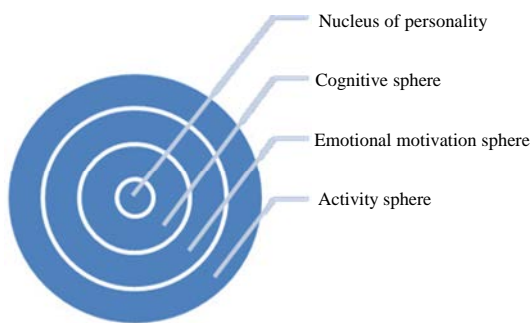 Nucleus of personality
Cognitive sphere
Emotional motivation sphere
Activity sphere